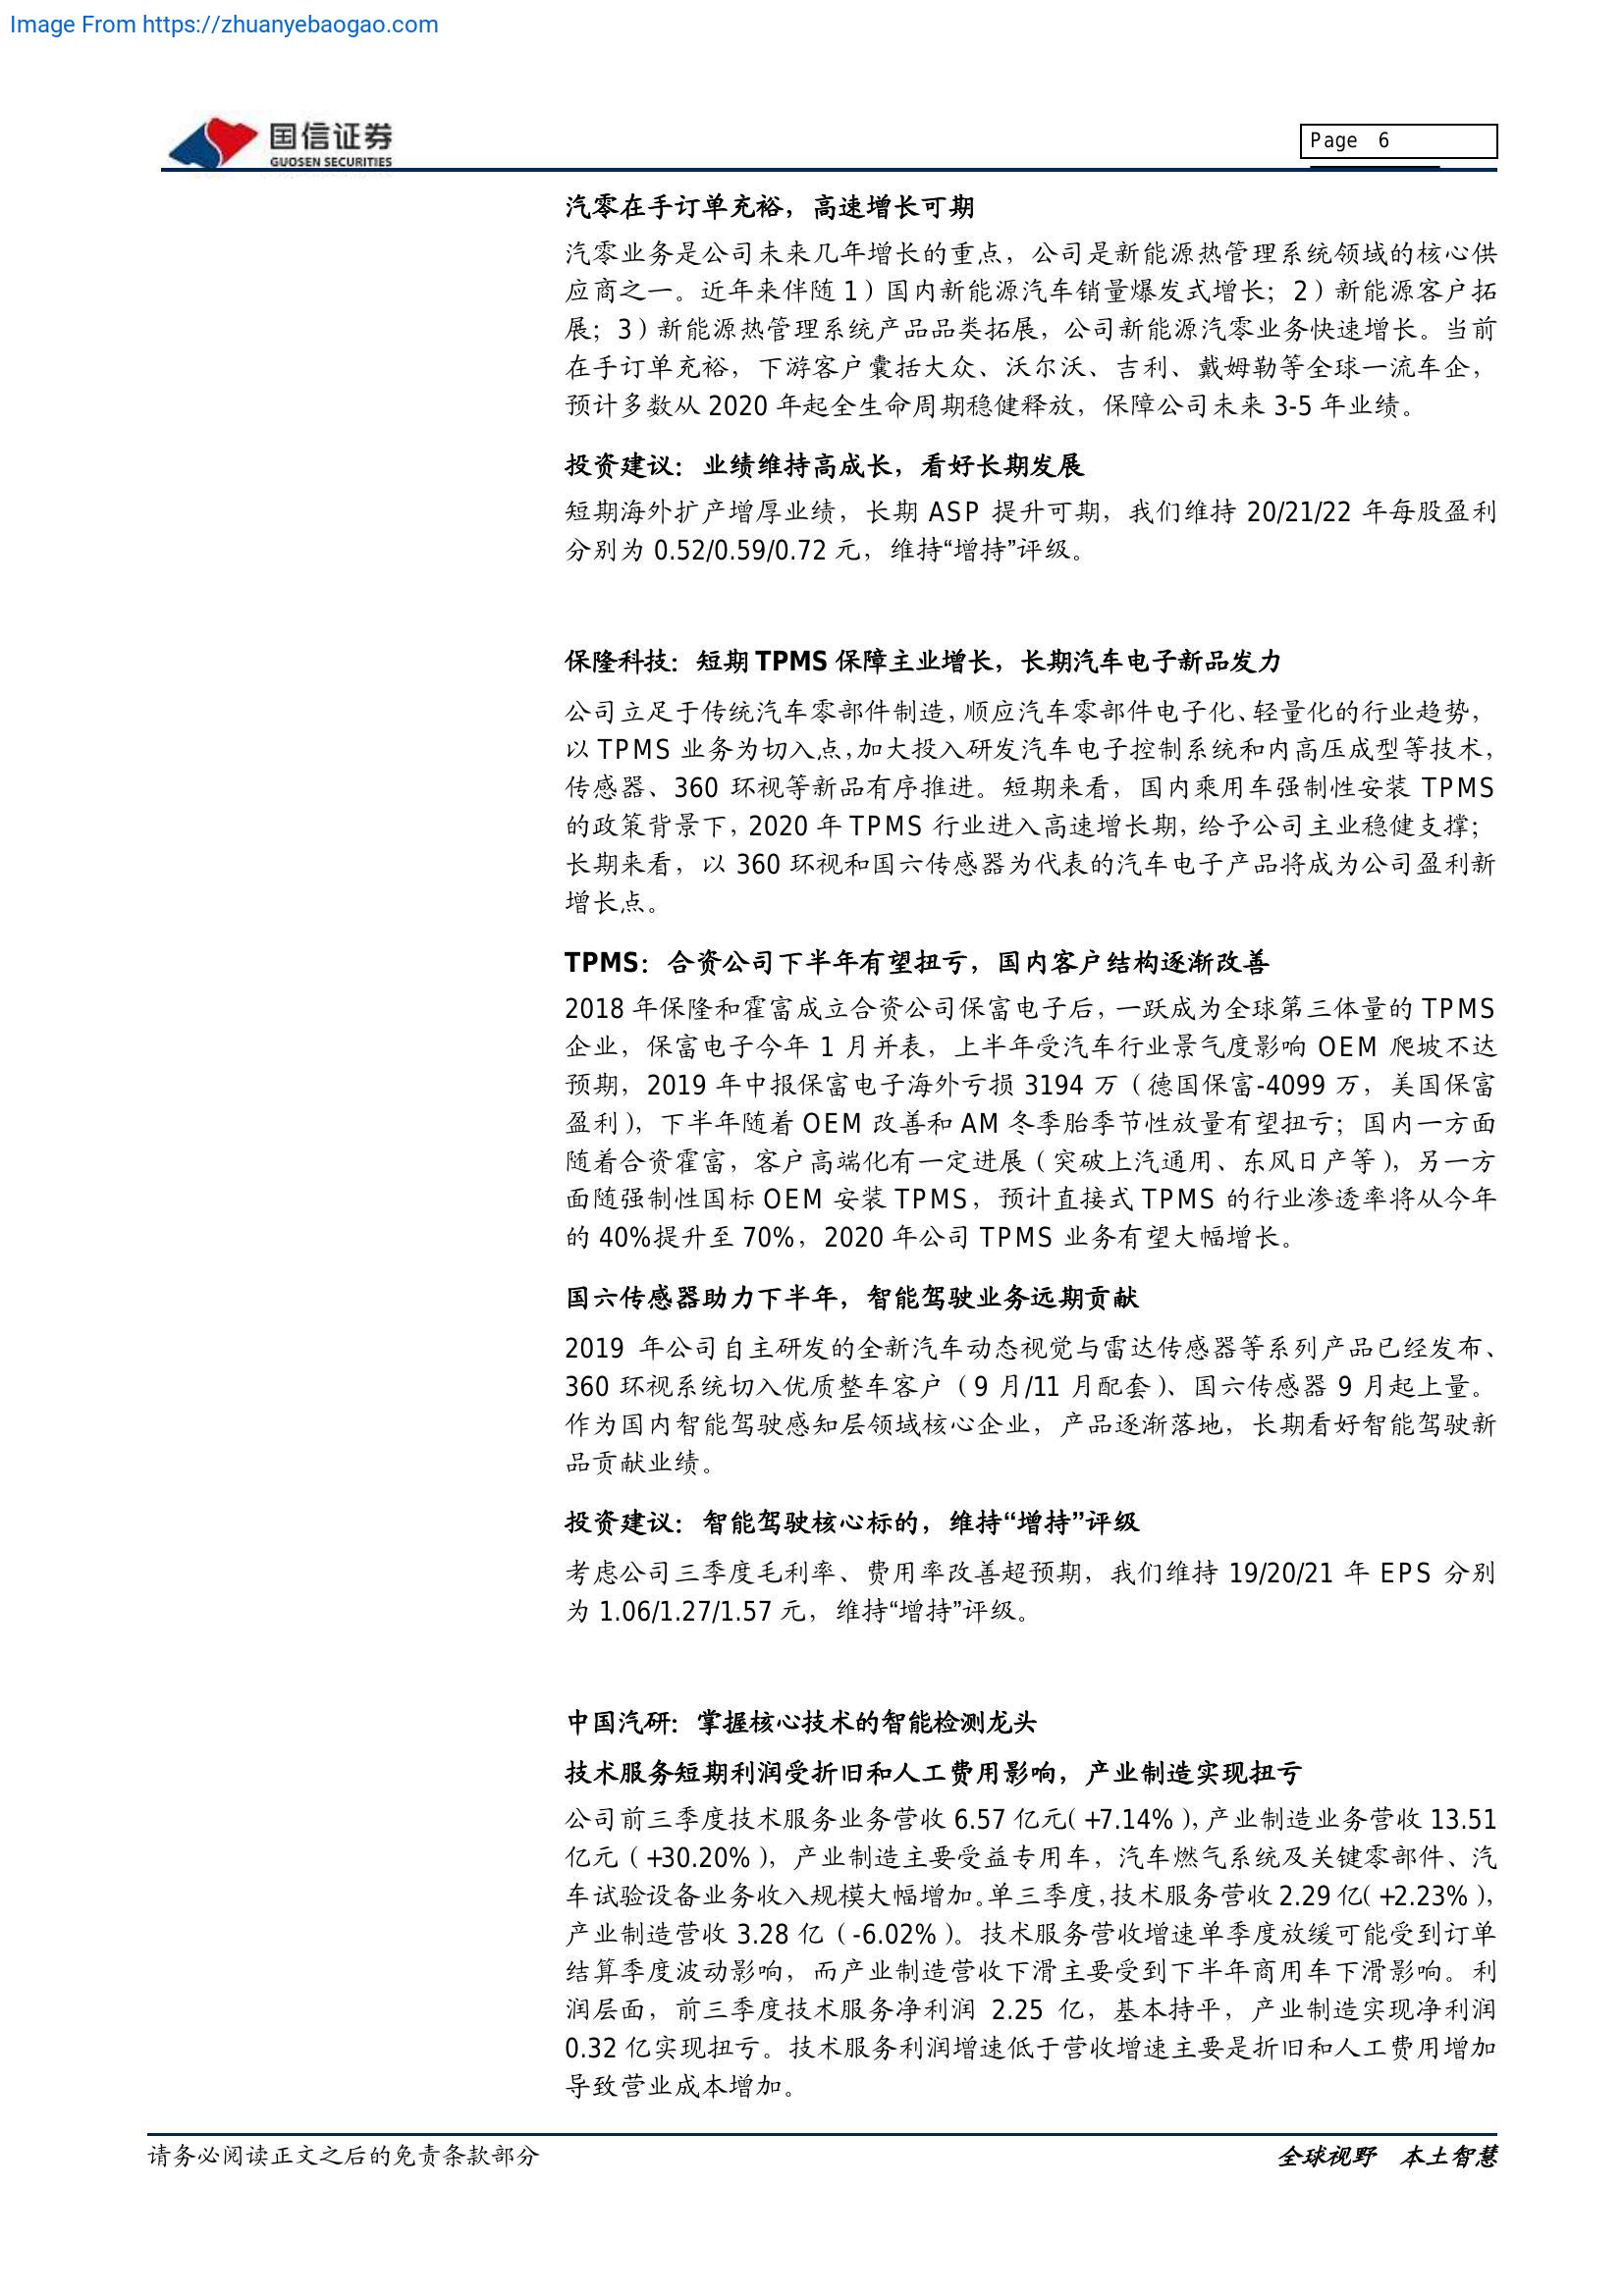 Image From https://zhuanyebaogao.com
国信证券
GUOSEN SECURITIES
Page 6
汽零在手订单充裕，高速增长可期
汽零业务是公司未来几年增长的重点，公司是新能源热管理系统领域的核心供
应商之一。近年来伴随 1）国内新能源汽车销量爆发式增长；2）新能源客户拓
展；3）新能源热管理系统产品品类拓展，公司新能源汽零业务快速增长。当前
在手订单充裕，下游客户囊括大众、沃尔沃、吉利、戴姆勒等全球一流车企，
预计多数从 2020 年起全生命周期稳健释放，保障公司未来 3-5 年业绩。
投资建议：业绩维持高成长，看好长期发展
短期海外扩产增厚业绩，长期 ASP 提升可期，我们维持 20/21/22 年每股盈利
分别为 0.52/0.59/0.72 元，维持“增持”评级。
保隆科技：短期 TPMS 保障主业增长，长期汽车电子新品发力
公司立足于传统汽车零部件制造，顺应汽车零部件电子化、轻量化的行业趋势，
以 TPMS 业务为切入点，加大投入研发汽车电子控制系统和内高压成型等技术，
传感器、360 环视等新品有序推进。短期来看，国内乘用车强制性安装 TPMS
的政策背景下，2020 年 TPMS 行业进入高速增长期，给予公司主业稳健支撑；
长期来看，以 360 环视和国六传感器为代表的汽车电子产品将成为公司盈利新
增长点。
TPMS：合资公司下半年有望扭亏，国内客户结构逐渐改善
2018 年保隆和霍富成立合资公司保富电子后，一跃成为全球第三体量的 TPMS
企业，保富电子今年 1 月并表，上半年受汽车行业景气度影响 OEM 爬坡不达
预期，2019 年中报保富电子海外亏损 3194 万（德国保富-4099 万，美国保富
盈利），下半年随着 OEM 改善和 AM 冬季胎季节性放量有望扭亏；国内一方面
随着合资霍富，客户高端化有一定进展（突破上汽通用、东风日产等），另一方
面随强制性国标 OEM 安装 TPMS，预计直接式 TPMS 的行业渗透率将从今年
的 40%提升至 70%，2020 年公司 TPMS 业务有望大幅增长。
国六传感器助力下半年，智能驾驶业务远期贡献
2019 年公司自主研发的全新汽车动态视觉与雷达传感器等系列产品已经发布、
360 环视系统切入优质整车客户（9 月/11 月配套）、国六传感器 9 月起上量。
作为国内智能驾驶感知层领域核心企业，产品逐渐落地，长期看好智能驾驶新
品贡献业绩。
投资建议：智能驾驶核心标的，维持“增持”评级
考虑公司三季度毛利率、费用率改善超预期，我们维持 19/20/21 年 EPS 分别
为 1.06/1.27/1.57 元，维持“增持”评级。
中国汽研：掌握核心技术的智能检测龙头
技术服务短期利润受折旧和人工费用影响，产业制造实现扭亏
公司前三季度技术服务业务营收 6.57 亿元（+7.14%），产业制造业务营收 13.51
亿元（+30.20%），产业制造主要受益专用车，汽车燃气系统及关键零部件、汽
车试验设备业务收入规模大幅增加。单三季度，技术服务营收 2.29 亿（+2.23%），
产业制造营收 3.28 亿（-6.02%）。技术服务营收增速单季度放缓可能受到订单
结算季度波动影响，而产业制造营收下滑主要受到下半年商用车下滑影响。利
润层面，前三季度技术服务净利润 2.25 亿，基本持平，产业制造实现净利润
0.32 亿实现扭亏。技术服务利润增速低于营收增速主要是折旧和人工费用增加
导致营业成本增加。
请务必阅读正文之后的免责条款部分
全球视野 本土智慧